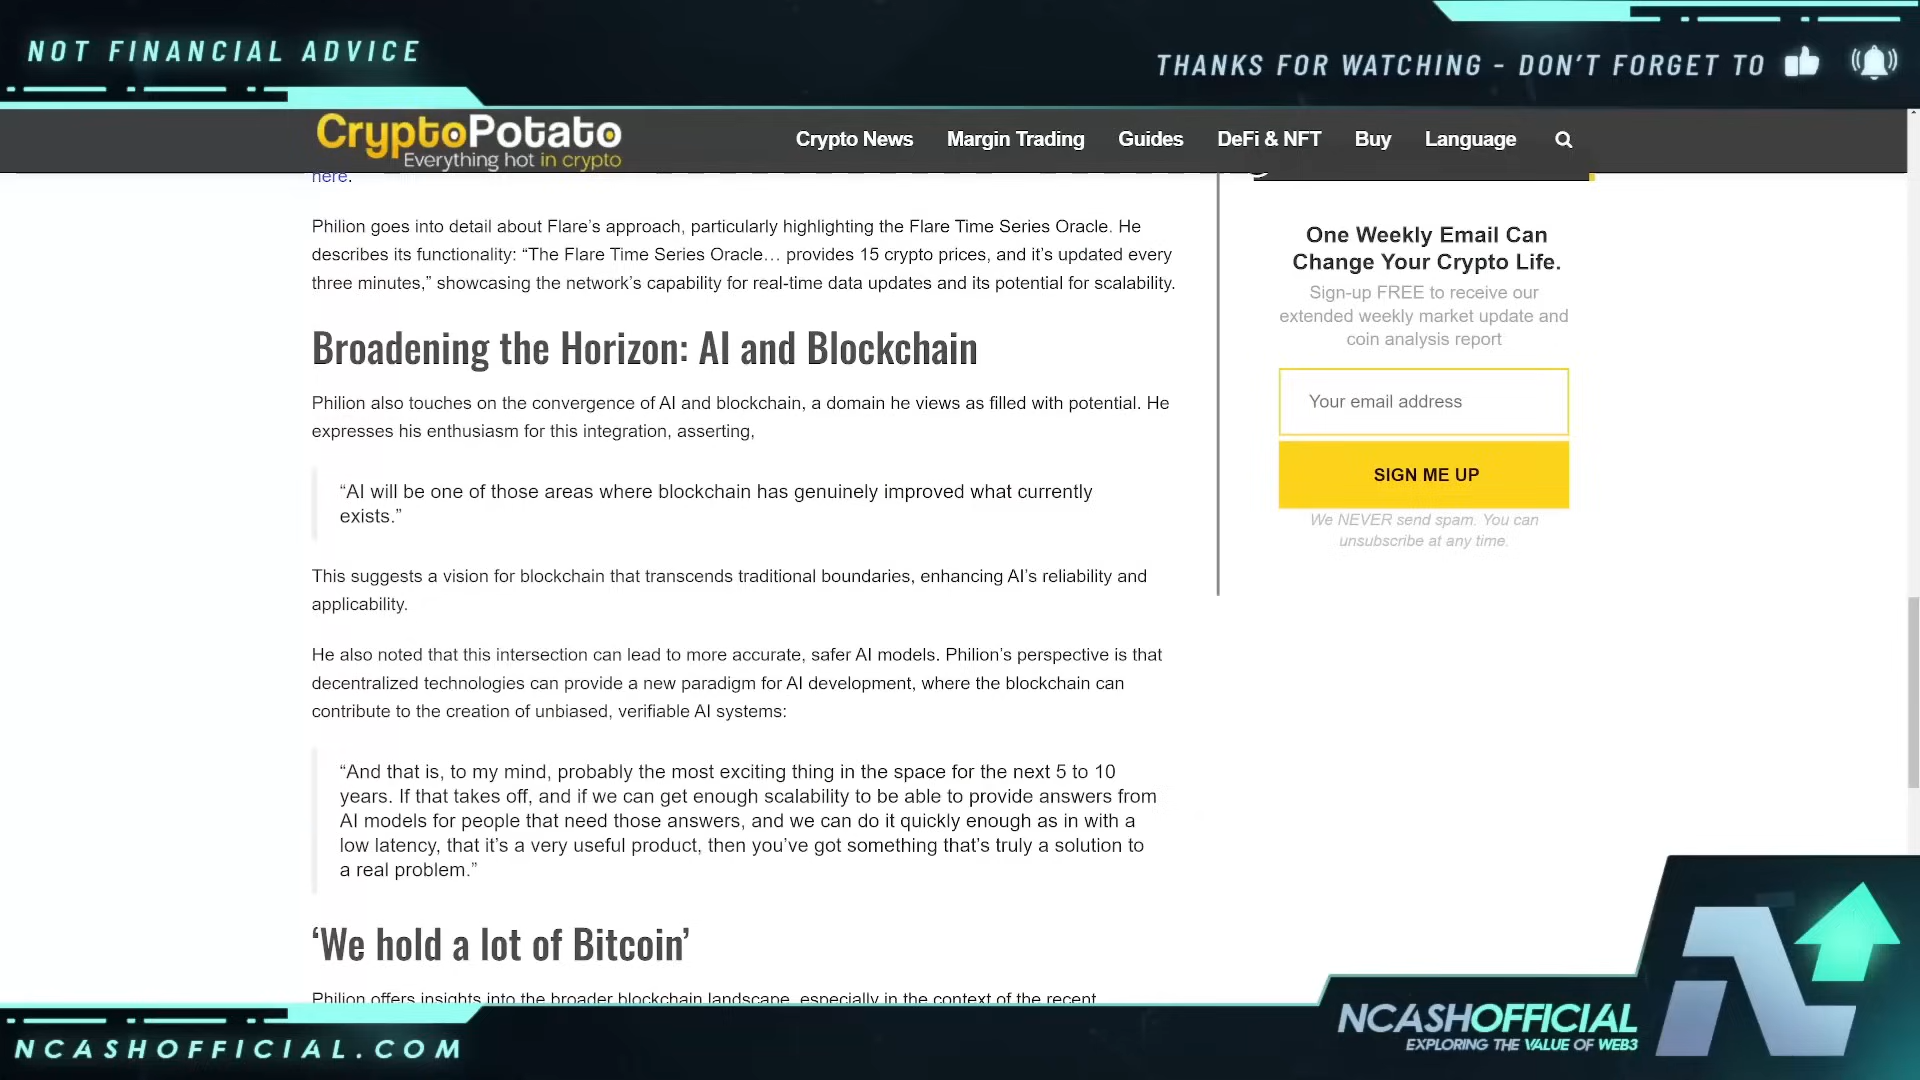 NOT FINANCIAL ADVICE
THANKS FOR WATCHING - DON'T FORGET TO
CryptoPotato
Everything hot in crypto
Crypto News Margin Trading Guides DeFi & NFT Buy Language
here.
Philion goes into detail about Flare’s approach, particularly highlighting the Flare Time Series Oracle. He
describes its functionality: “The Flare Time Series Oracle… provides 15 crypto prices, and it’s updated every
three minutes,” showcasing the network’s capability for real-time data updates and its potential for scalability.
Broadening the Horizon: AI and Blockchain
Philion also touches on the convergence of AI and blockchain, a domain he views as filled with potential. He
expresses his enthusiasm for this integration, asserting,
“AI will be one of those areas where blockchain has genuinely improved what currently
exists.”
This suggests a vision for blockchain that transcends traditional boundaries, enhancing AI’s reliability and
applicability.
He also noted that this intersection can lead to more accurate, safer AI models. Philion’s perspective is that
decentralized technologies can provide a new paradigm for AI development, where the blockchain can
contribute to the creation of unbiased, verifiable AI systems:
“And that is, to my mind, probably the most exciting thing in the space for the next 5 to 10
years. If that takes off, and if we can get enough scalability to be able to provide answers from
AI models for people that need those answers, and we can do it quickly enough as in with a
low latency, that it’s a very useful product, then you’ve got something that’s truly a solution to
a real problem.”
‘We hold a lot of Bitcoin’
Philion offers insights into the broader blockchain landscape, especially in the context of the recent
One Weekly Email Can
Change Your Crypto Life.
Sign-up FREE to receive our
extended weekly market update and
coin analysis report
Your email address
SIGN ME UP
We NEVER send spam. You can
unsubscribe at any time.
NCASHOFFICIAL
EXPLORING THE VALUE OF WEB3
NCASHOFFICIAL.COM